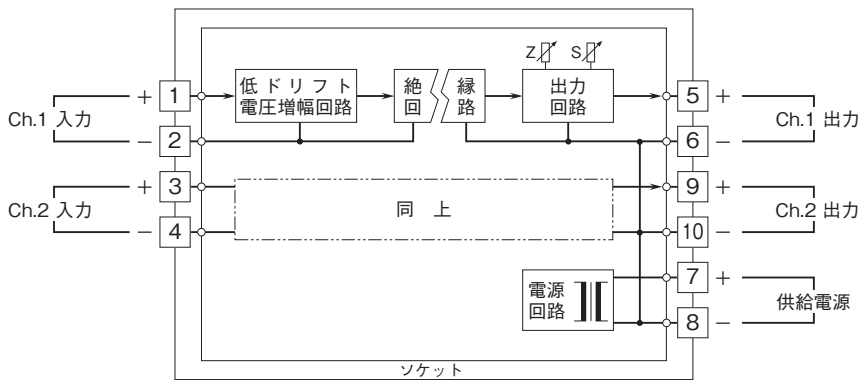 Z
S
低ドリフト
電圧増幅回路
絶
回
縁
路
出力
回路
Ch.1 入力
+ 1
− 2
5 +
6 −
Ch.1 出力
Ch.2 入力
+ 3
− 4
同 上
9 +
10 −
Ch.2 出力
電源
回路
7 +
8 −
供給電源
ソケット